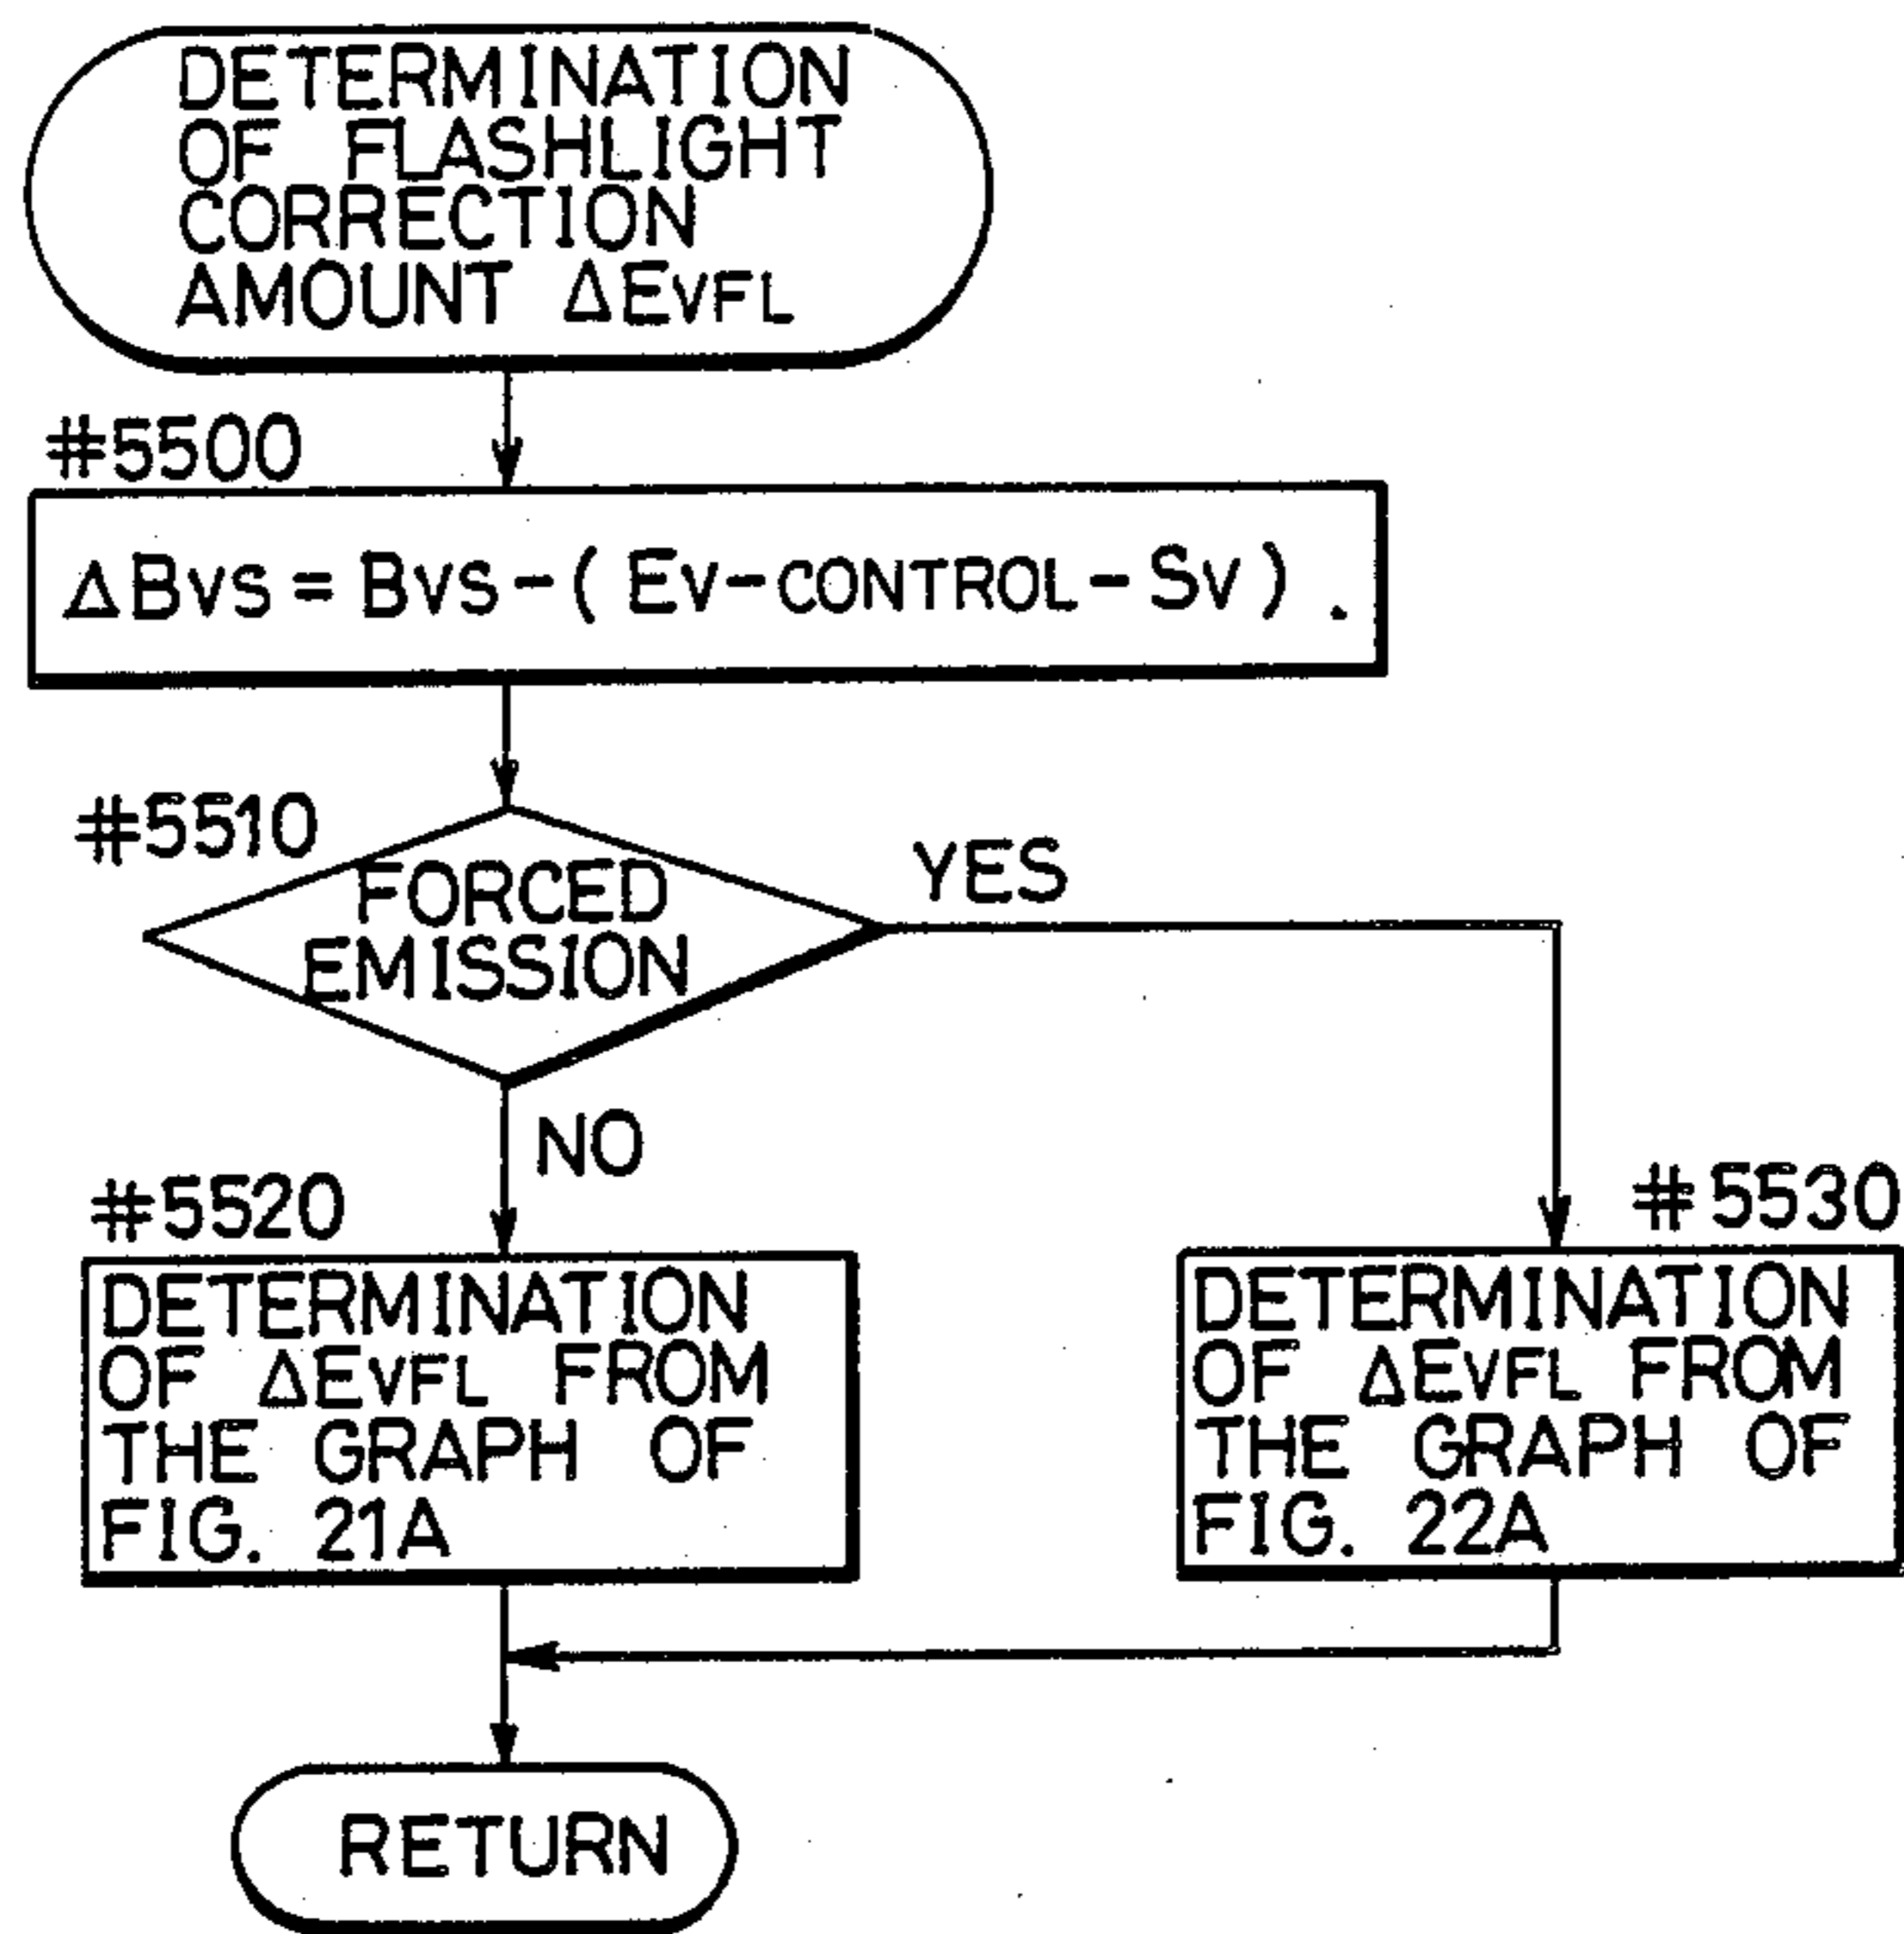 DETERMINATION
OF FLASHLIGHT
CORRECTION
AMOUNT ΔEVFL
#5500
ΔBVS = BVS-( EV-CONTROL-SV ) .
#5510
FORCED
EMISSION
YES
NO
#5520
DETERMINATION
OF ΔEVFL FROM
THE GRAPH OF
FIG. 21A
#5530
DETERMINATION
OF ΔEVFL FROM
THE GRAPH OF
FIG. 22A
RETURN